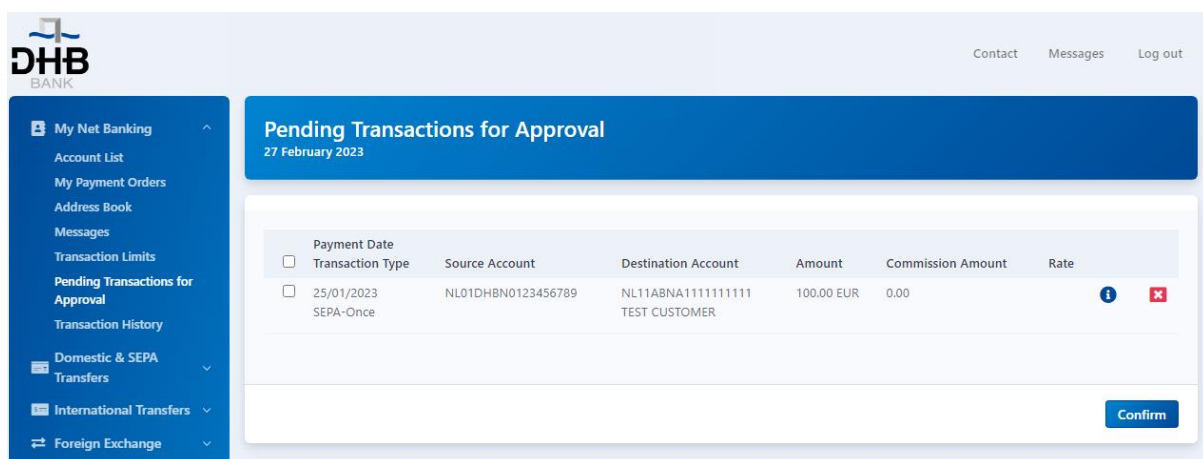 DHB
BANK
Contact Messages Log out
My Net Banking
Account List
My Payment Orders
Address Book
Messages
Transaction Limits
Pending Transactions for
Approval
Transaction History
Domestic & SEPA
Transfers
International Transfers
Foreign Exchange
Pending Transactions for Approval
27 February 2023
Payment Date
Transaction Type Source Account Destination Account Amount Commission Amount Rate
25/01/2023 NL01DHBN0123456789 NL11ABNA1111111111 100.00 EUR 0.00
SEPA-Once TEST CUSTOMER
Confirm